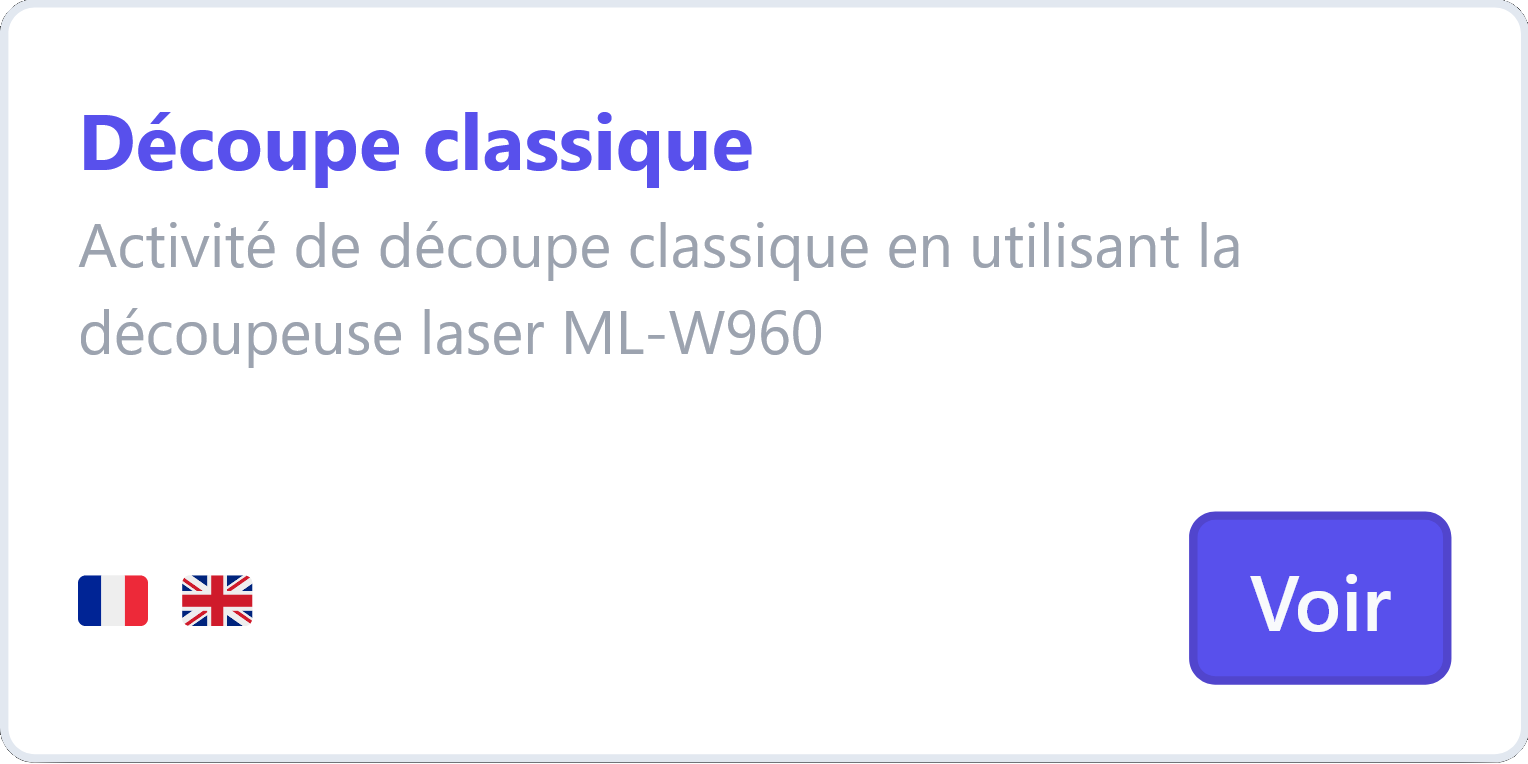 Découpe classique
Activité de découpe classique en utilisant la
découpeuse laser ML-W960
Voir